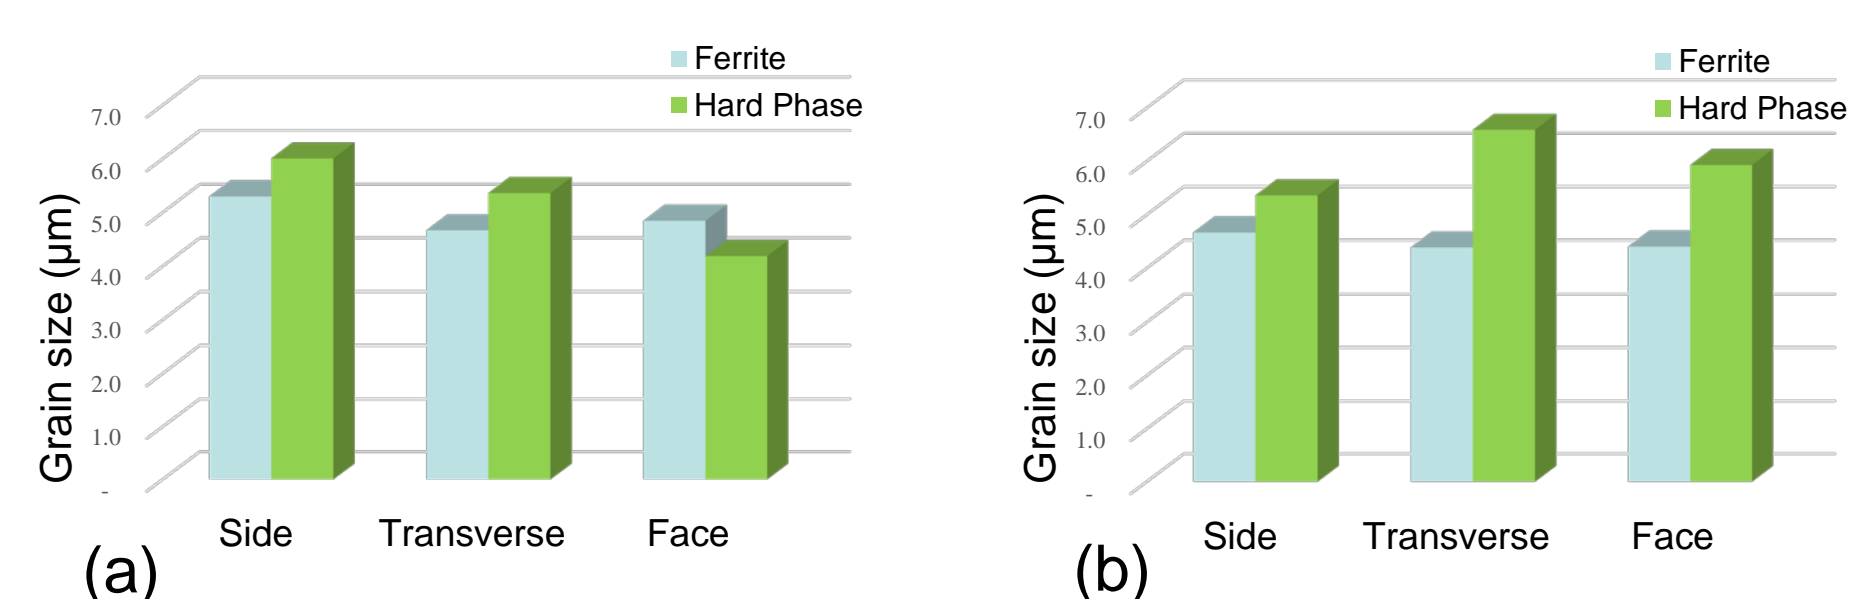 Ferrite
Hard Phase
7.0
6.0
5.0
4.0
3.0
2.0
1.0
-
Grain size (μm)
Side Transverse Face
(a)
Ferrite
Hard Phase
7.0
6.0
5.0
4.0
3.0
2.0
1.0
-
Grain size (μm)
Side Transverse Face
(b)